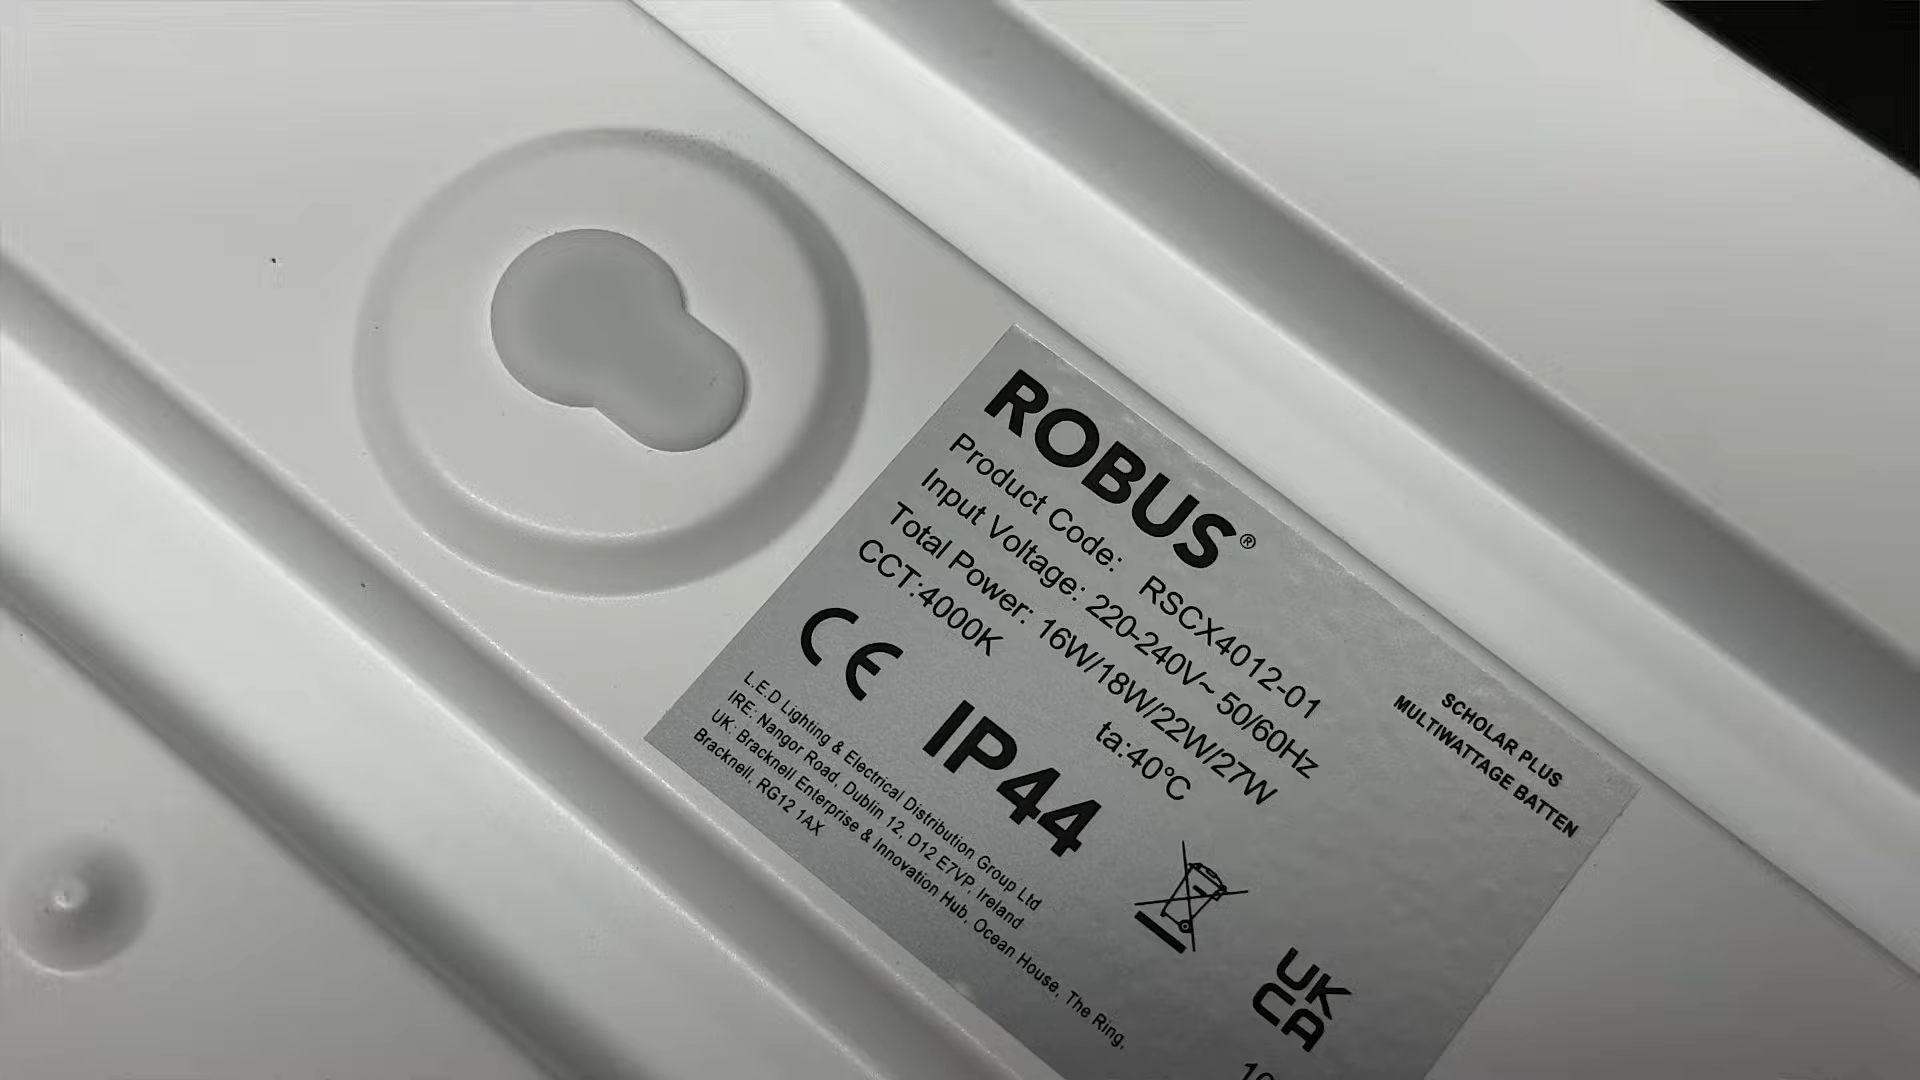 ROBUS®
Product Code: RSCX4012-01
Input Voltage: 220-240V~ 50/60Hz
Total Power: 16W/18W/22W/27W
CCT:4000K ta:40°C
SCHOLAR PLUS
MULTIWATTAGE BATTEN
CE IP44
L.E.D Lighting & Electrical Distribution Group Ltd
IRE: Nangor Road, Dublin 12, D12 E7VP, Ireland
UK: Bracknell Enterprise & Innovation Hub, Ocean House, The Ring,
Bracknell, RG12 1AX
UK
CA